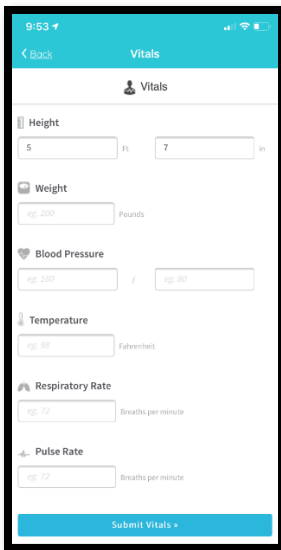 9:53
Back Vitals
Vitals
Height
5 Ft 7 in
Weight
eg. 200 Pounds
Blood Pressure
eg. 160 / eg. 80
Temperature
eg. 98 Fahrenheit
Respiratory Rate
eg. 72 Breaths per minute
Pulse Rate
eg. 72 Breaths per minute
Submit Vitals »